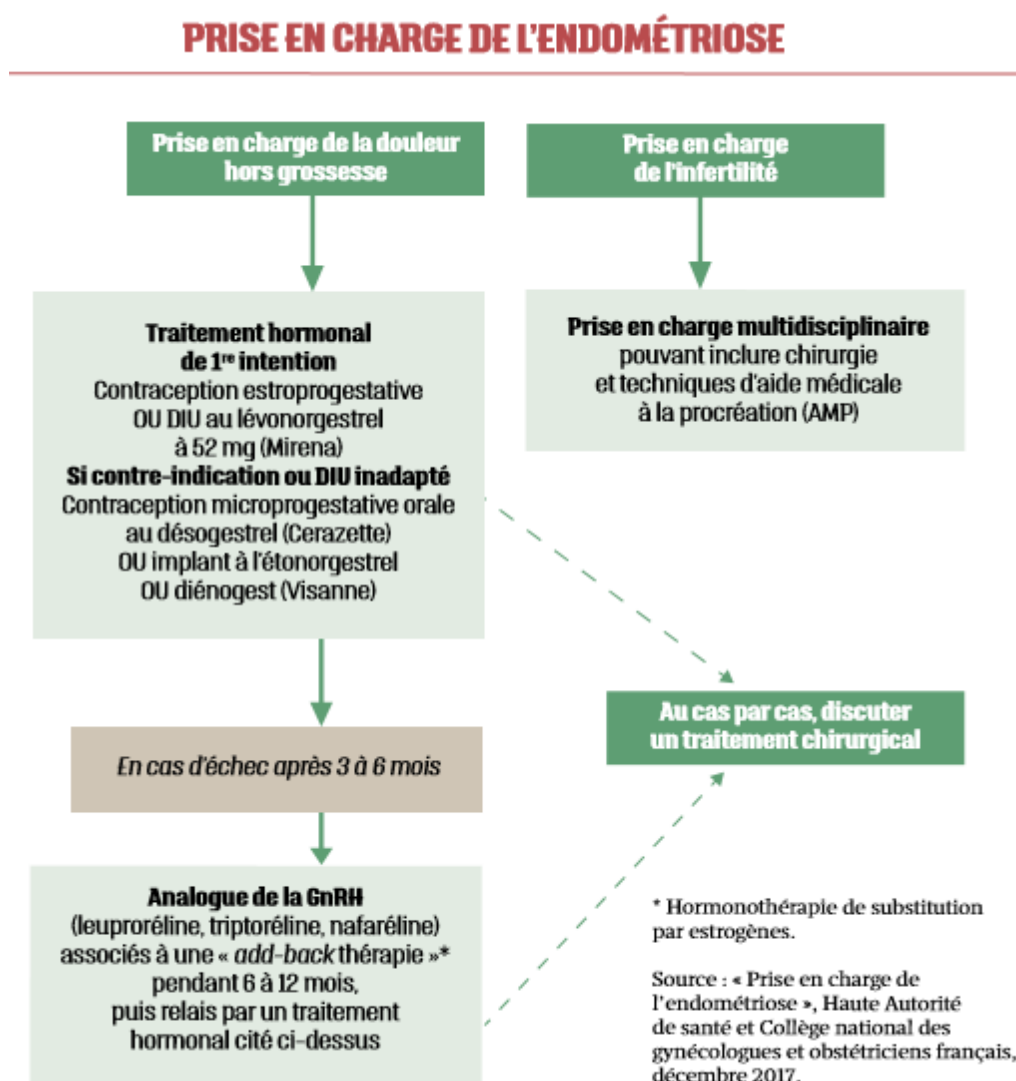 PRISE EN CHARGE DE L'ENDOMÉTRIOSE
Prise en charge de la douleur
hors grossesse
Traitement hormonal
de 1re intention
Contraception estroprogestative
OU DIU au lévonorgestrel
à 52 mg (Mirena)
Si contre-indication ou DIU inadapté
Contraception microprogestative orale
au désogestrel (Cerazette)
OU implant à l'étonorgestrel
OU diénogest (Visanne)
En cas d'échec après 3 à 6 mois
Analogue de la GnRH
(leuproréline, triptoréline, nafaréline)
associés à une « add-back thérapie »*
pendant 6 à 12 mois,
puis relais par un traitement
hormonal cité ci-dessus
Prise en charge
de l'infertilité
Prise en charge multidisciplinaire
pouvant inclure chirurgie
et techniques d'aide médicale
à la procréation (AMP)
Au cas par cas, discuter
un traitement chirurgical
* Hormonothérapie de substitution
par estrogènes.
Source : « Prise en charge de
l'endométriose », Haute Autorité
de santé et Collège national des
gynécologues et obstétriciens français,
décembre 2017.